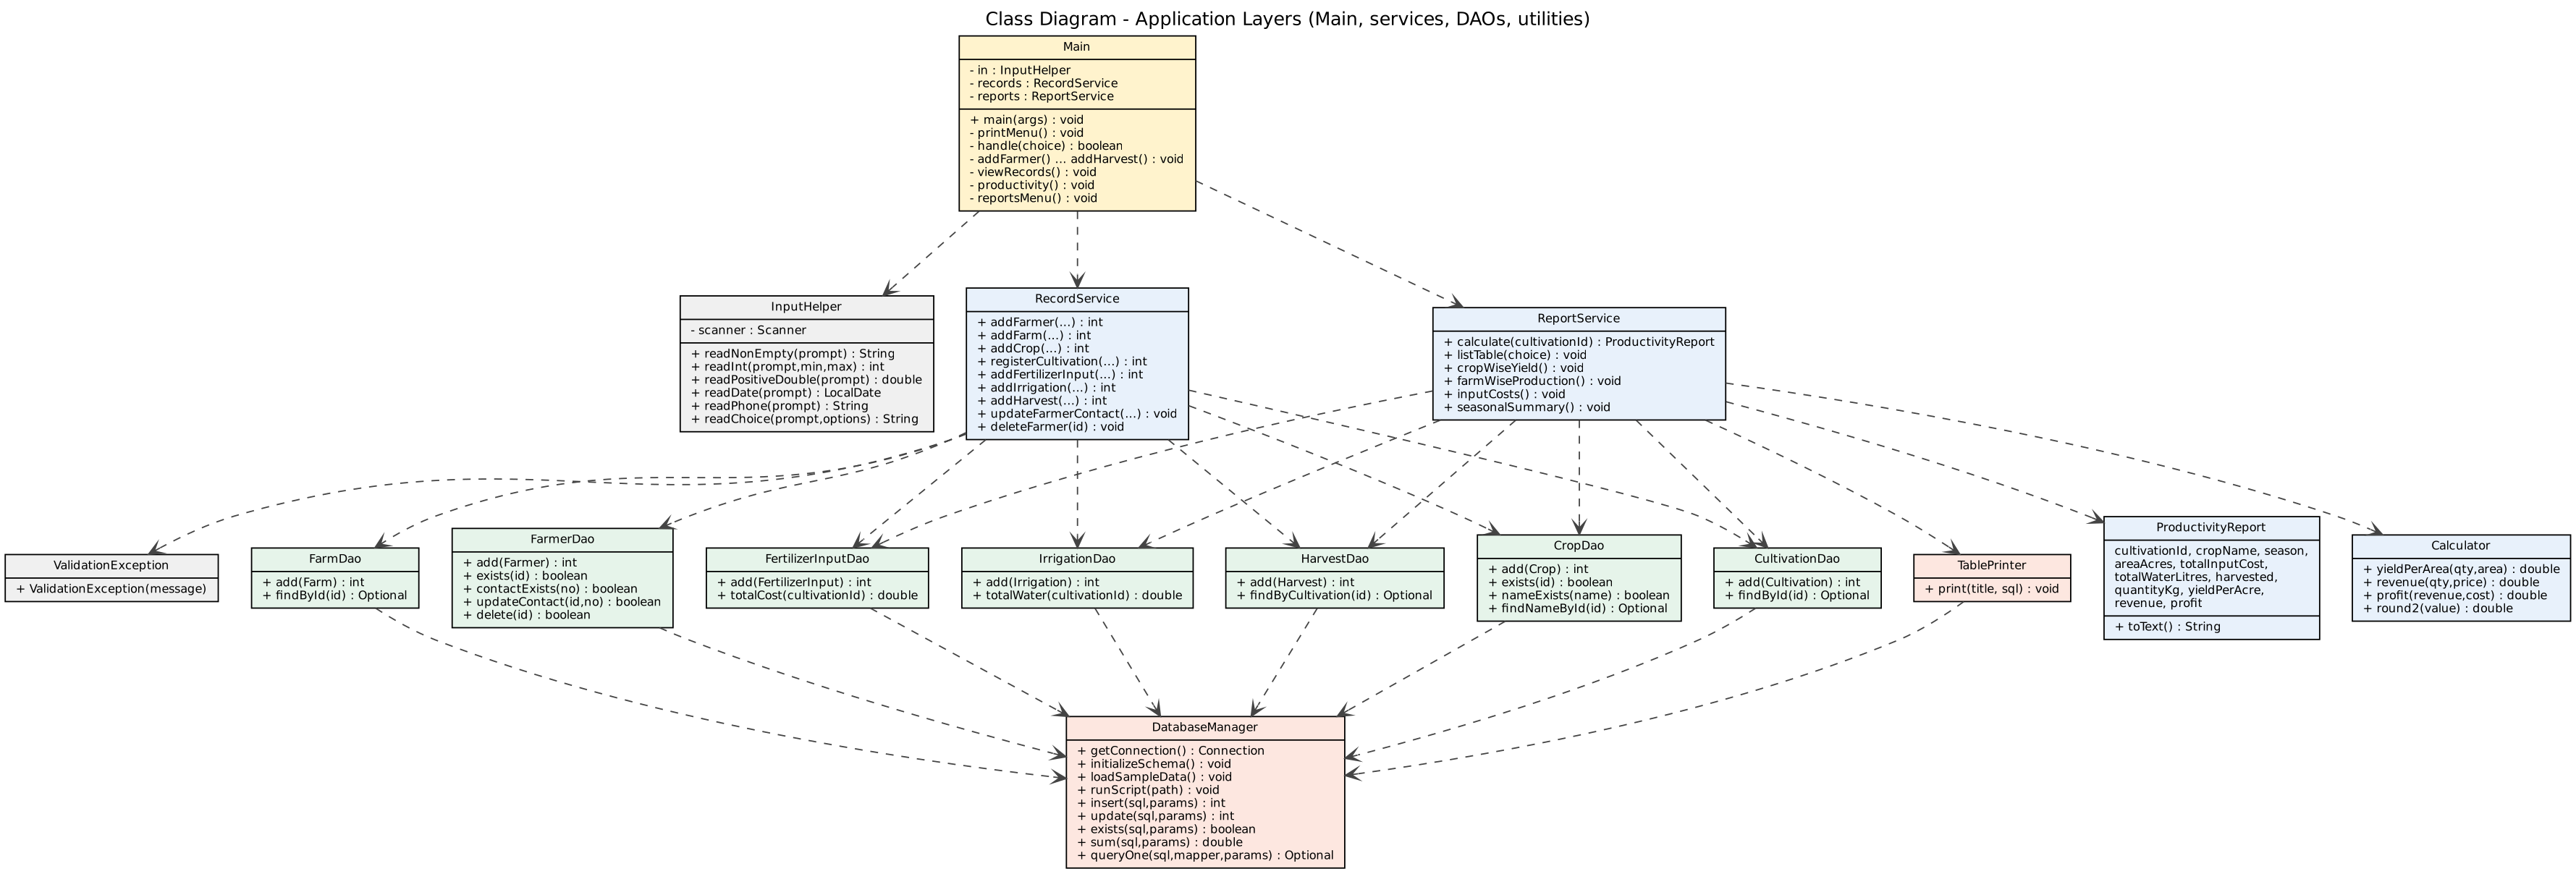 Class Diagram - Application Layers (Main, services, DAOs, utilities)
Main
- in : InputHelper
- records : RecordService
- reports : ReportService
+ main(args) : void
- printMenu() : void
- handle(choice) : boolean
- addFarmer() ... addHarvest() : void
- viewRecords() : void
- productivity() : void
- reportsMenu() : void
InputHelper
- scanner : Scanner
+ readNonEmpty(prompt) : String
+ readInt(prompt,min,max) : int
+ readPositiveDouble(prompt) : double
+ readDate(prompt) : LocalDate
+ readPhone(prompt) : String
+ readChoice(prompt,options) : String
RecordService
+ addFarmer(...) : int
+ addFarm(...) : int
+ addCrop(...) : int
+ registerCultivation(...) : int
+ addFertilizerInput(...) : int
+ addIrrigation(...) : int
+ addHarvest(...) : int
+ updateFarmerContact(...) : void
+ deleteFarmer(id) : void
ReportService
+ calculate(cultivationId) : ProductivityReport
+ listTable(choice) : void
+ cropWiseYield() : void
+ farmWiseProduction() : void
+ inputCosts() : void
+ seasonalSummary() : void
ValidationException
+ ValidationException(message)
FarmDao
+ add(Farm) : int
+ findById(id) : Optional
FarmerDao
+ add(Farmer) : int
+ exists(id) : boolean
+ contactExists(no) : boolean
+ updateContact(id,no) : boolean
+ delete(id) : boolean
FertilizerInputDao
+ add(FertilizerInput) : int
+ totalCost(cultivationId) : double
IrrigationDao
+ add(Irrigation) : int
+ totalWater(cultivationId) : double
HarvestDao
+ add(Harvest) : int
+ findByCultivation(id) : Optional
CropDao
+ add(Crop) : int
+ exists(id) : boolean
+ nameExists(name) : boolean
+ findNameById(id) : Optional
CultivationDao
+ add(Cultivation) : int
+ findById(id) : Optional
TablePrinter
+ print(title, sql) : void
ProductivityReport
cultivationId, cropName, season,
areaAcres, totalInputCost,
totalWaterLitres, harvested,
quantityKg, yieldPerAcre,
revenue, profit
+ toText() : String
Calculator
+ yieldPerArea(qty,area) : double
+ revenue(qty,price) : double
+ profit(revenue,cost) : double
+ round2(value) : double
DatabaseManager
+ getConnection() : Connection
+ initializeSchema() : void
+ loadSampleData() : void
+ runScript(path) : void
+ insert(sql,params) : int
+ update(sql,params) : int
+ exists(sql,params) : boolean
+ sum(sql,params) : double
+ queryOne(sql,mapper,params) : Optional